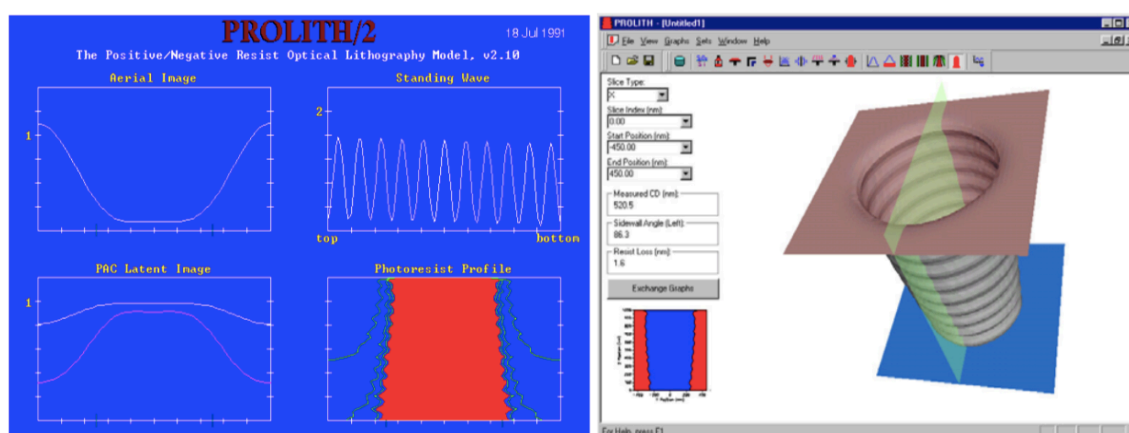 PROLITH/2
18 Jul 1991
The Positive/Negative Resist Optical Lithography Model, v2.10
Aerial Image
Standing Wave
1
2
top
bottom
PAC Latent Image
Photoresist Profile
1
PROLITH - [Untitled1]
File View Graphs Sets Window Help
Slice Type:
X
Slice Index (nm):
0.00
Start Position (nm):
-450.00
End Position (nm):
450.00
Measured CD (nm):
520.5
Sidewall Angle (Left):
86.3
Resist Loss (nm):
1.6
Exchange Graphs
For Help, press F1